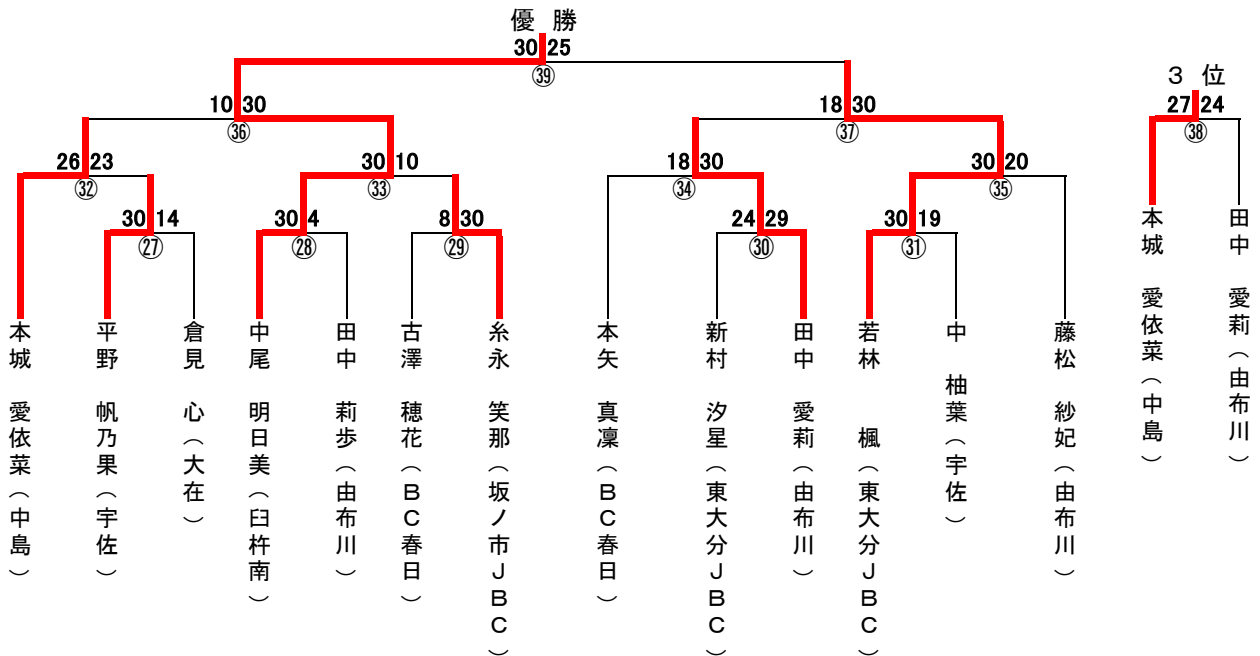 優 勝
30 25
㊴
3 位
10 30
㊱
18 30
㊲
27 24
㊳
26 23
㉜
30 10
㉝
18 30
㉞
30 20
㉟
30 14
㉗
30 4
㉘
8 30
㉙
24 29
㉚
30 19
㉛
本城 愛依菜(中島)
平野 帆乃果(宇佐)
倉見 心(大在)
中尾 明日美(臼杵南)
田中 莉歩(由布川)
古澤 穂花(BC春日)
糸永 笑那(坂ノ市JBC)
本矢 真凜(BC春日)
新村 汐星(東大分JBC)
田中 愛莉(由布川)
若林 楓(東大分JBC)
中 柚葉(宇佐)
藤松 紗妃(由布川)
本城 愛依菜(中島)
田中 愛莉(由布川)